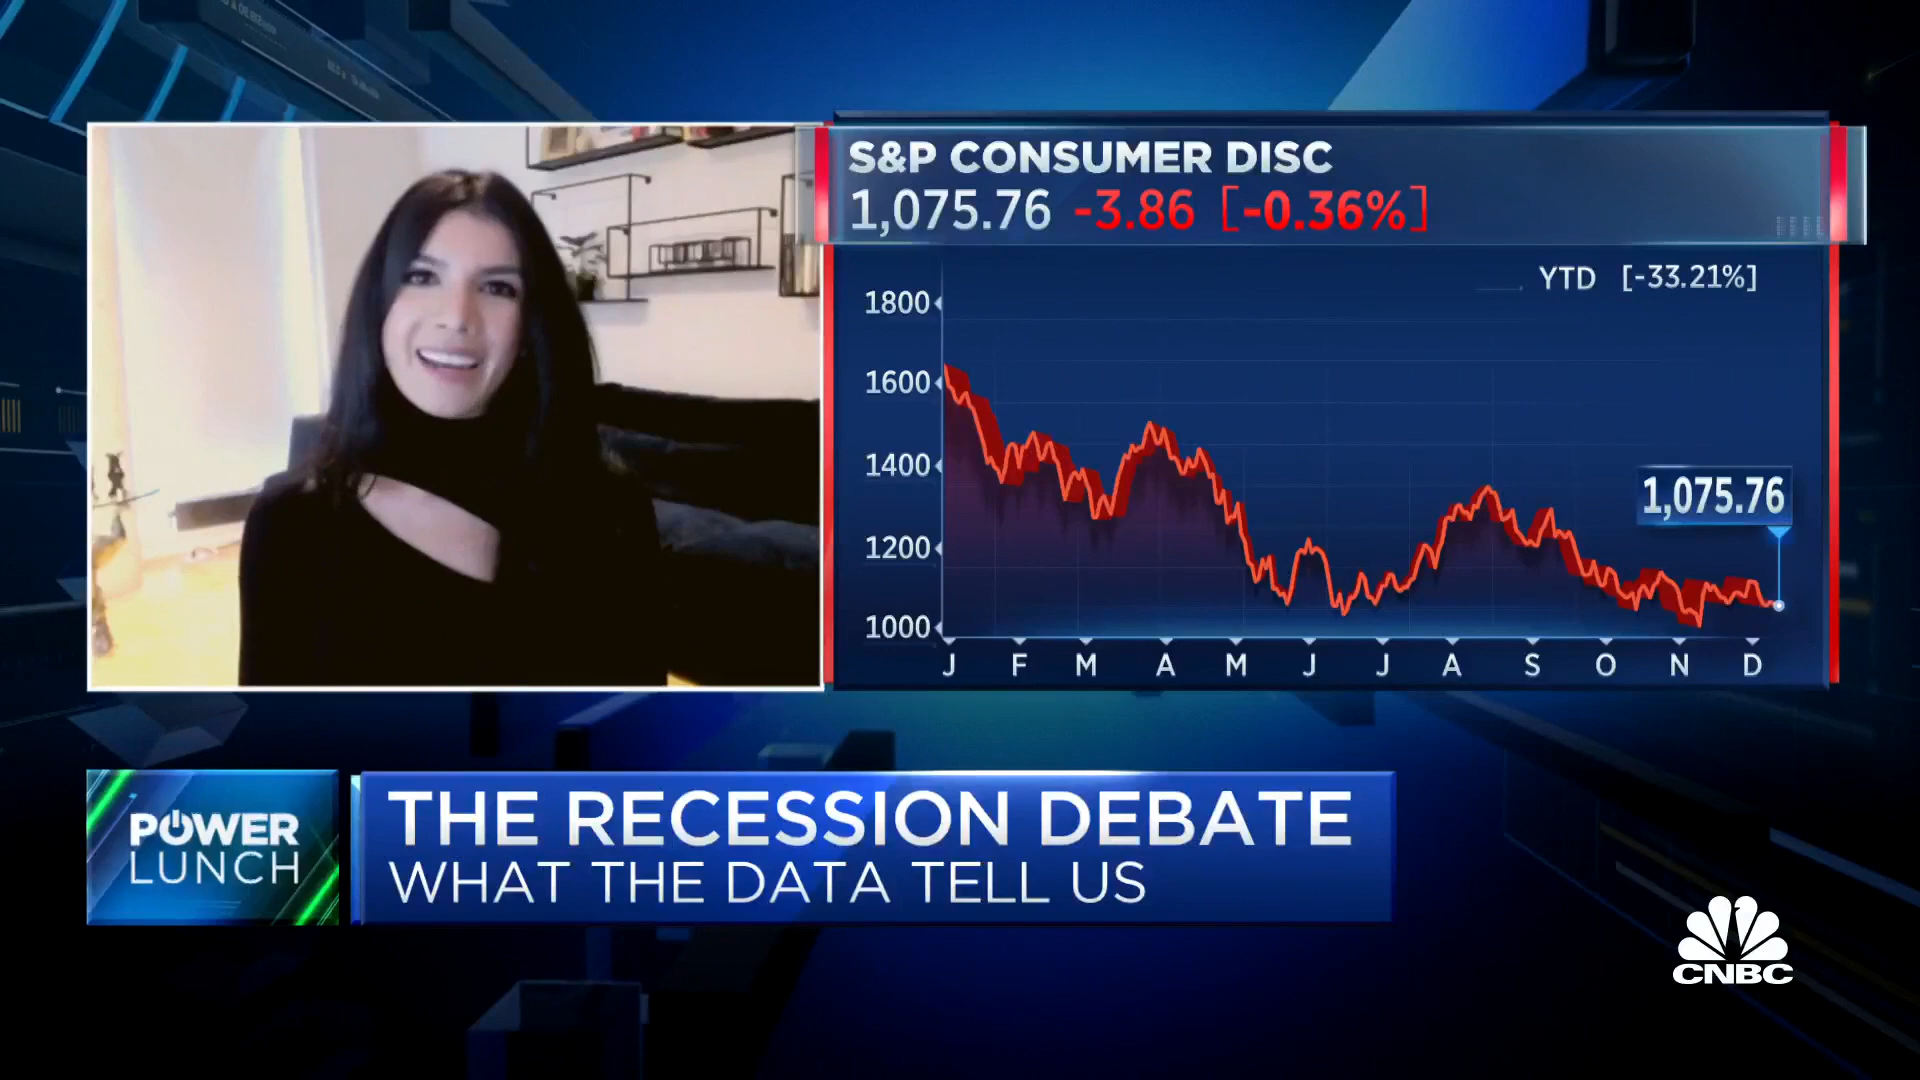 S&P CONSUMER DISC
1,075.76 -3.86 [-0.36%]
YTD [-33.21%]
1800
1600
1400
1200
1000
1,075.76
J F M A M J J A S O N D
POWER
LUNCH
THE RECESSION DEBATE
WHAT THE DATA TELL US
CNBC